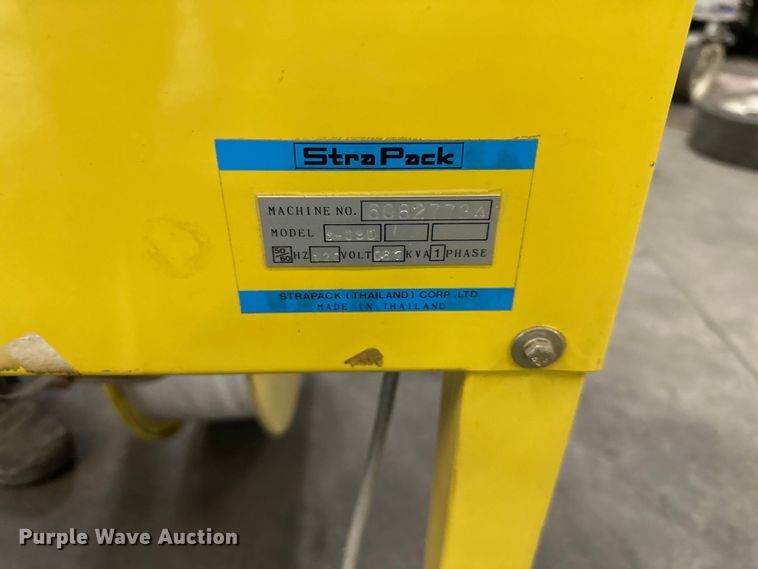 StraPack
MACHINE NO. 6082773X
MODEL
50/60 HZ VOLT KVA 1 PHASE
STRAPACK (THAILAND) CORP. LTD
MADE IN THAILAND
Purple Wave Auction®